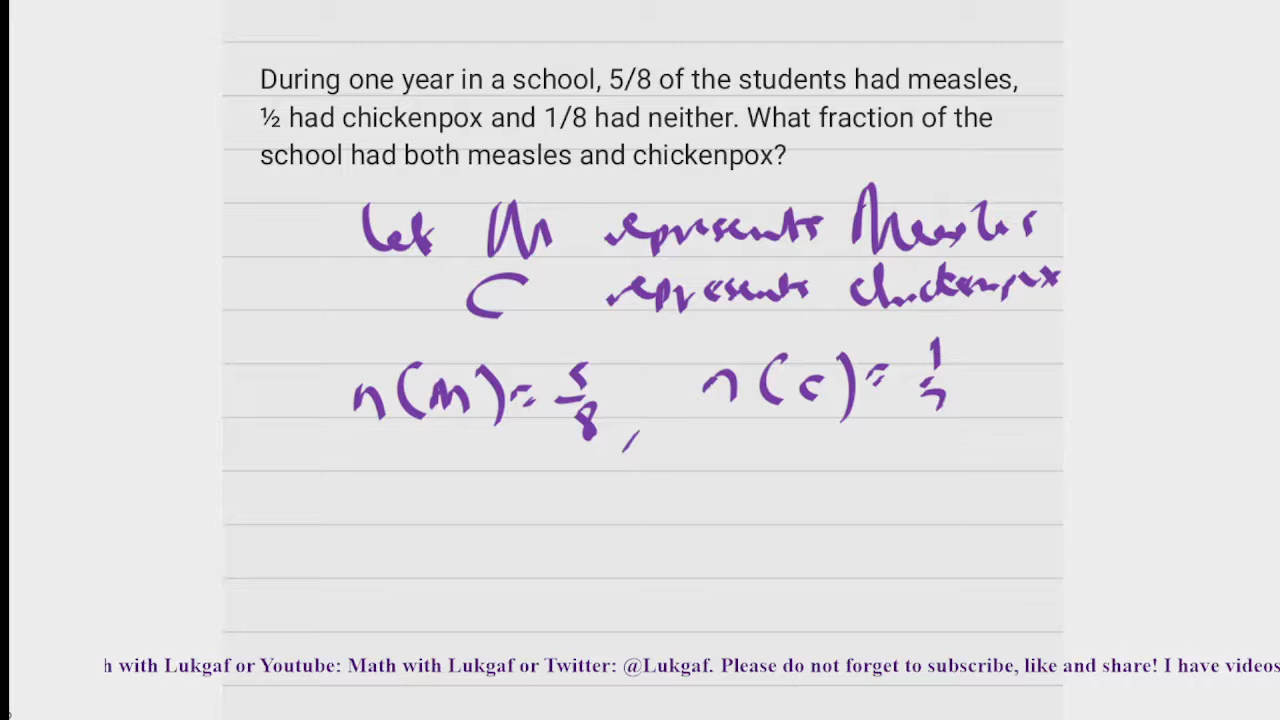 During one year in a school, 5/8 of the students had measles,
½ had chickenpox and 1/8 had neither. What fraction of the
school had both measles and chickenpox?
Let M represents Measles
C represents chickenpox
n(M) = 5/8, n(c) = 1/2
h with Lukgaf or Youtube: Math with Lukgaf or Twitter: @Lukgaf. Please do not forget to subscribe, like and share! I have videos